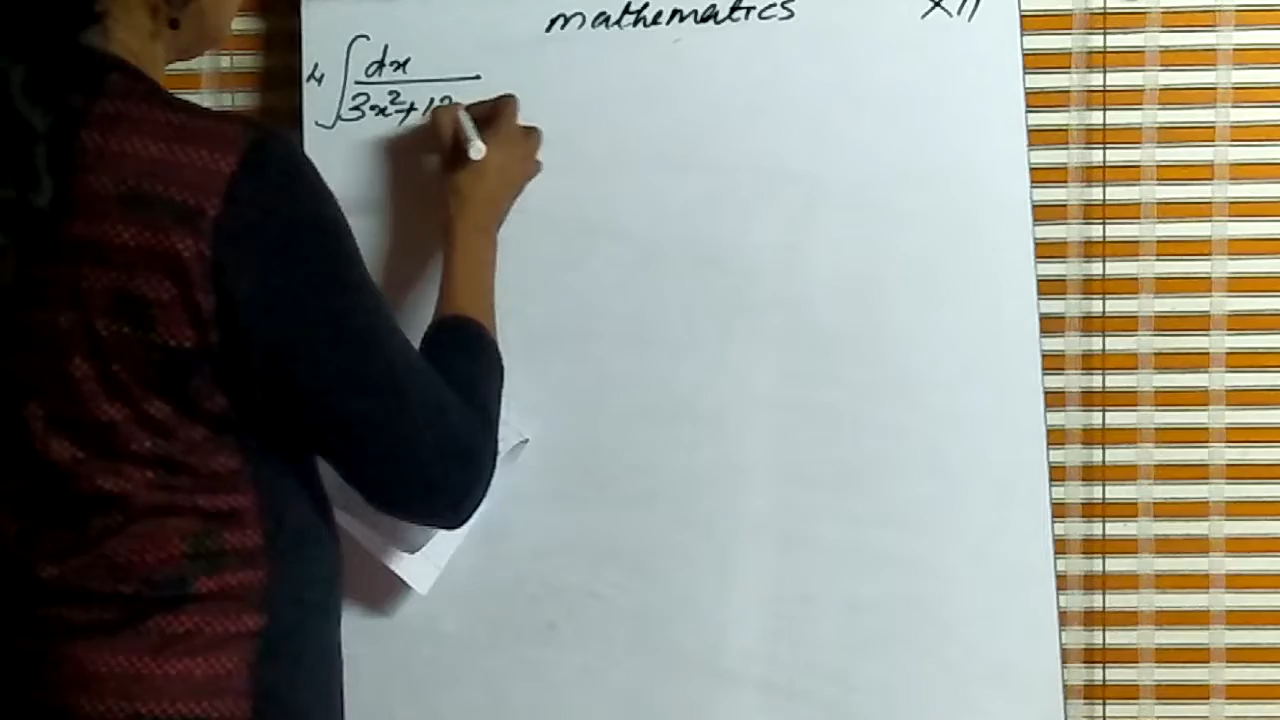 mathematics XII
4 ∫ dx
3x² + 1